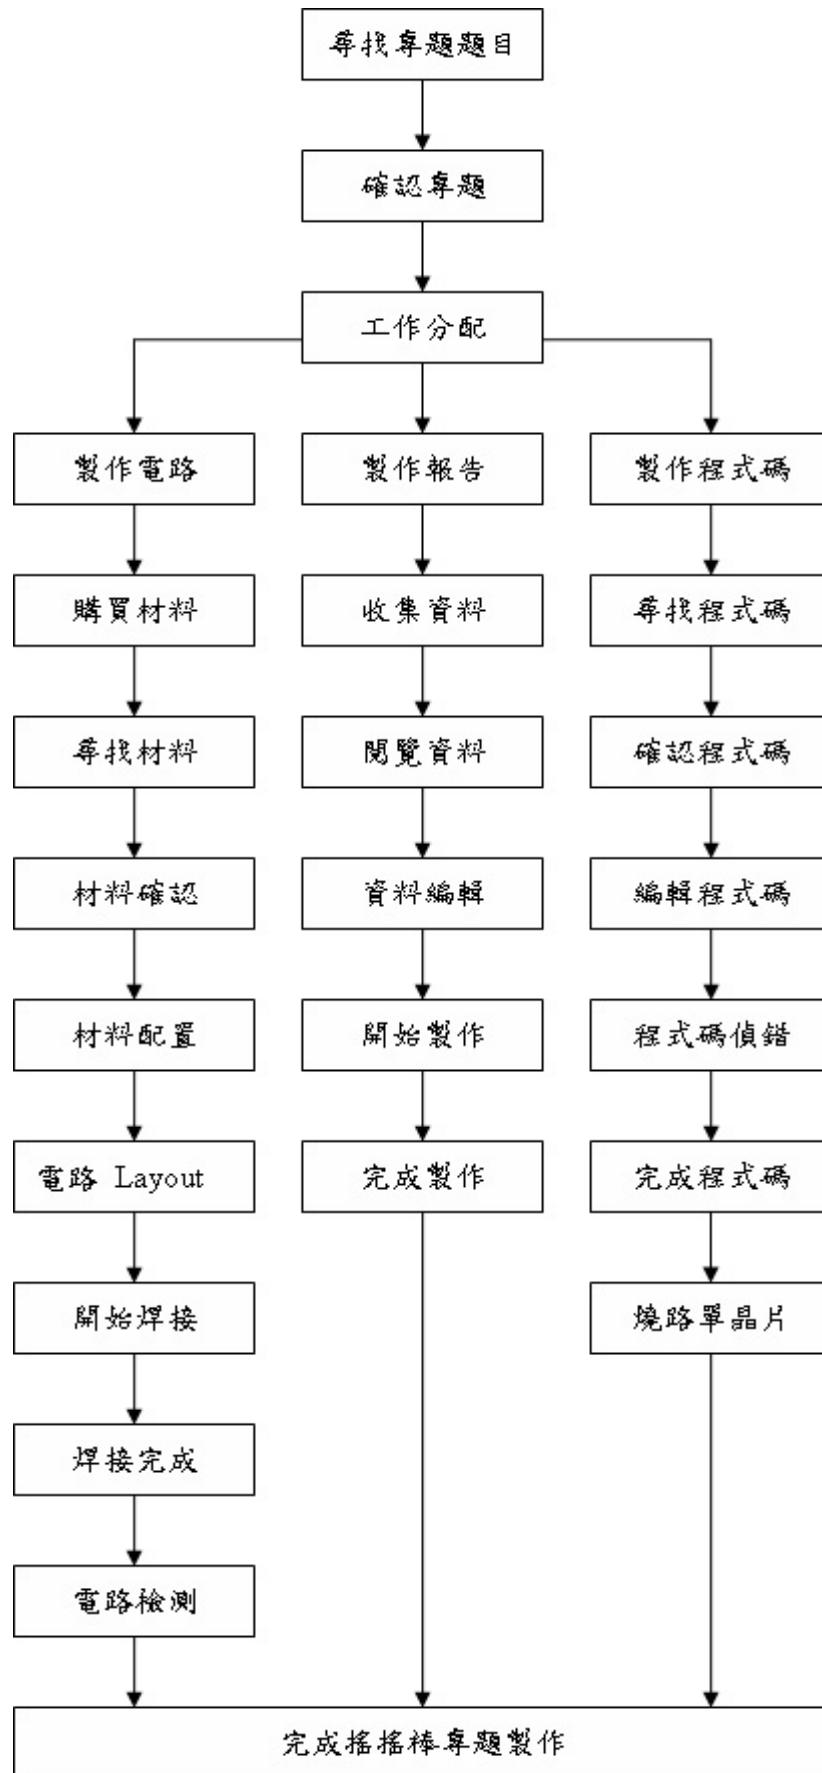 尋找專題題目
確認專題
工作分配
製作電路
製作報告
製作程式碼
購買材料
收集資料
尋找程式碼
尋找材料
閱覽資料
確認程式碼
材料確認
資料編輯
編輯程式碼
材料配置
開始製作
程式碼偵錯
電路 Layout
完成製作
完成程式碼
開始焊接
燒路單晶片
焊接完成
電路檢測
完成搖搖棒專題製作